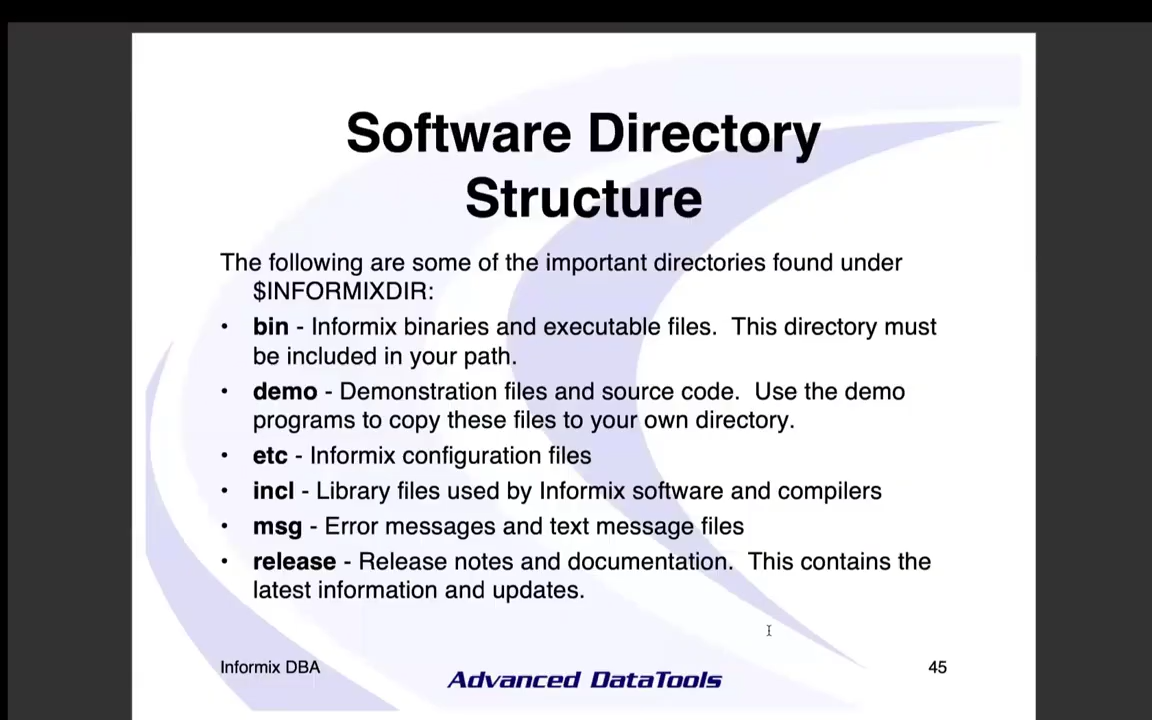 Software Directory
Structure
The following are some of the important directories found under
$INFORMIXDIR:
• bin - Informix binaries and executable files.  This directory must
be included in your path.
• demo - Demonstration files and source code.  Use the demo
programs to copy these files to your own directory.
• etc - Informix configuration files
• incl - Library files used by Informix software and compilers
• msg - Error messages and text message files
• release - Release notes and documentation.  This contains the
latest information and updates.
Informix DBA
Advanced DataTools
45